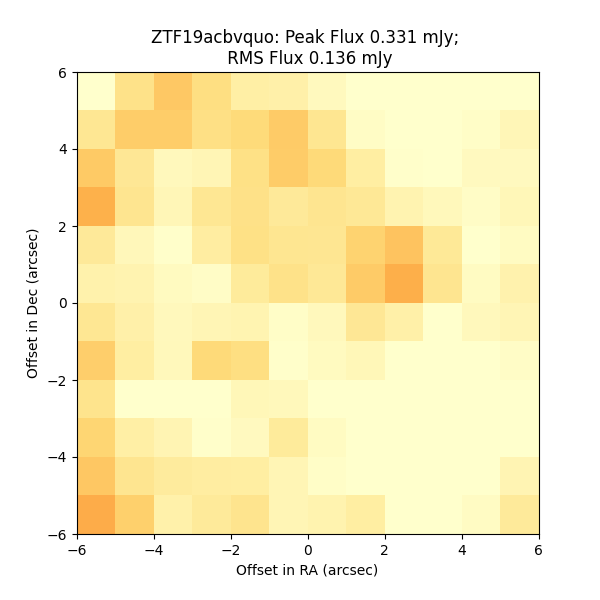 ZTF19acbvquo: Peak Flux 0.331 mJy;
RMS Flux 0.136 mJy
6
4
2
0
−2
−4
−6
Offset in Dec (arcsec)
−6 −4 −2 0 2 4 6
Offset in RA (arcsec)